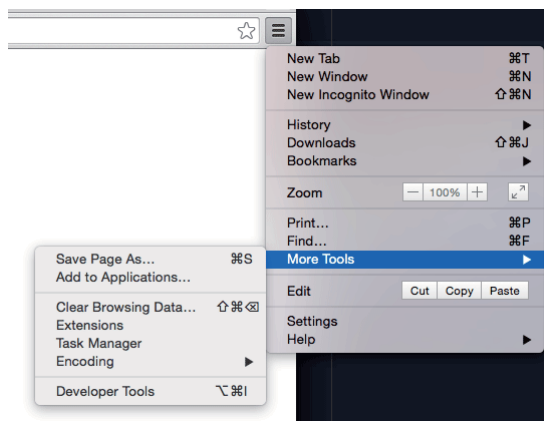 New Tab ⌘T
New Window ⌘N
New Incognito Window ⇧⌘N
History ▶
Downloads ⇧⌘J
Bookmarks ▶
Zoom − 100% +
Print... ⌘P
Find... ⌘F
More Tools ▶
Edit Cut Copy Paste
Settings
Help ▶
Save Page As... ⌘S
Add to Applications...
Clear Browsing Data... ⇧⌘⌫
Extensions
Task Manager
Encoding ▶
Developer Tools ⌥⌘I